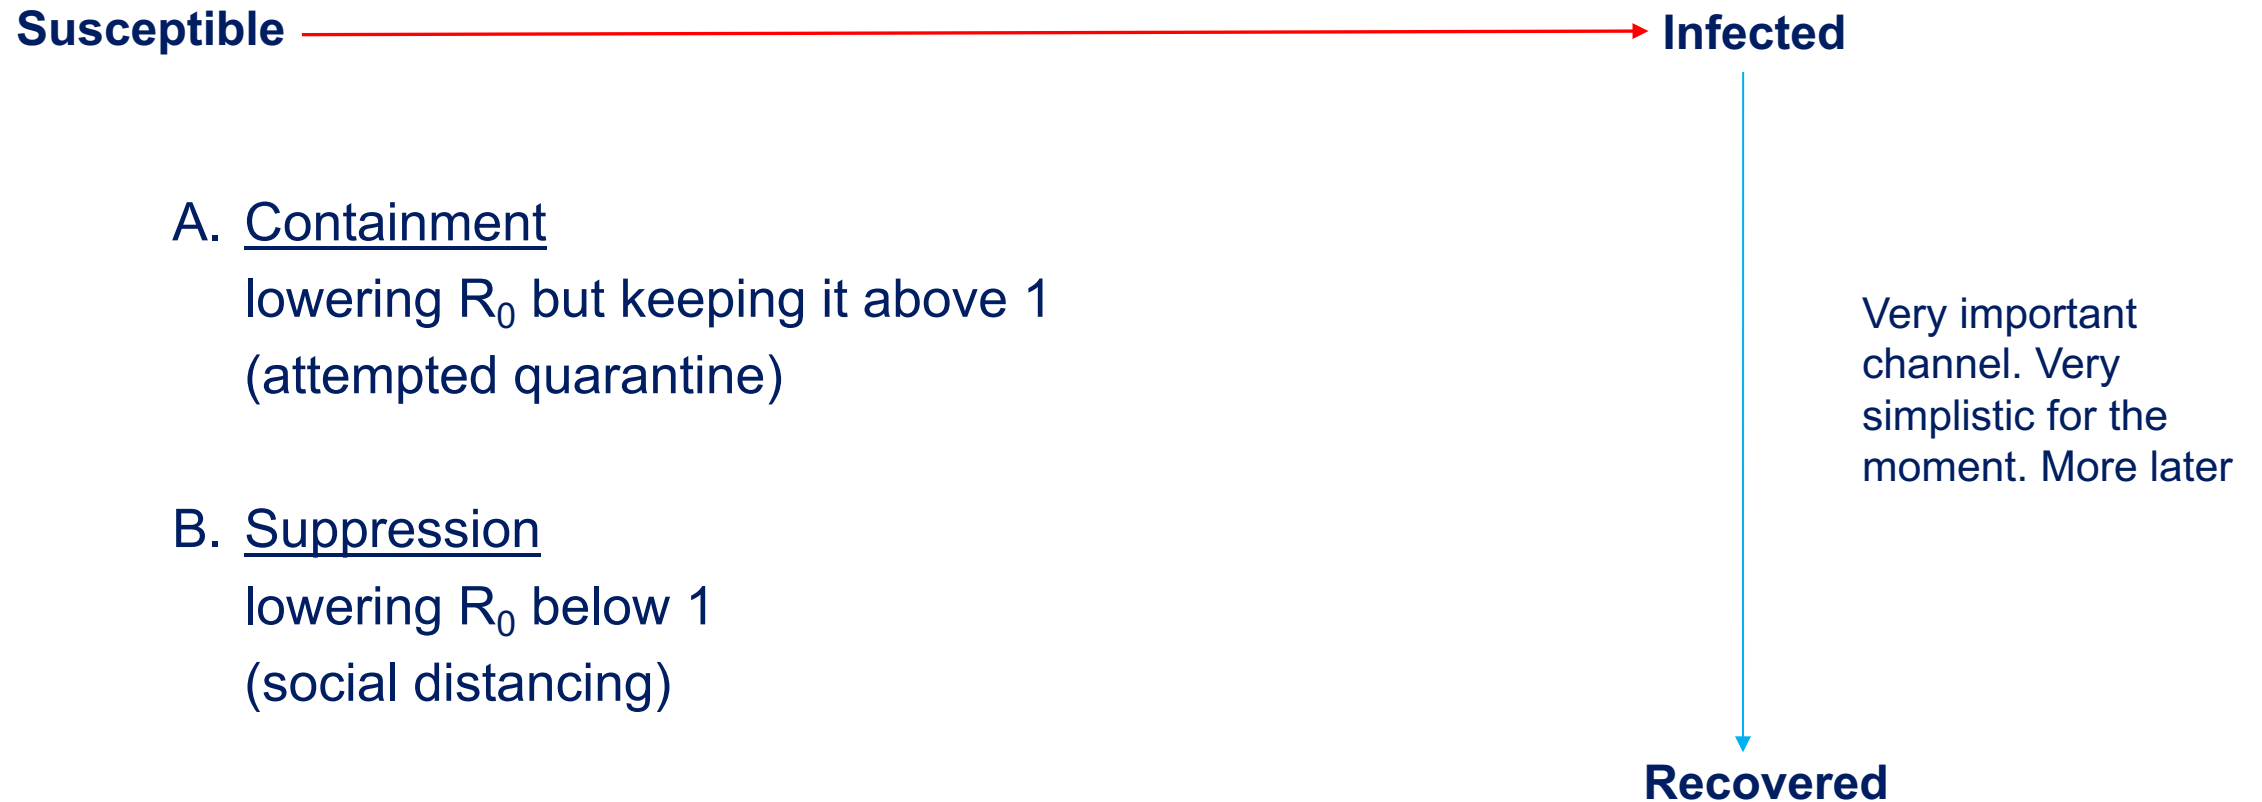 Susceptible
Infected
A. Containment
lowering R₀ but keeping it above 1
(attempted quarantine)
Very important
channel. Very
simplistic for the
moment. More later
B. Suppression
lowering R₀ below 1
(social distancing)
Recovered